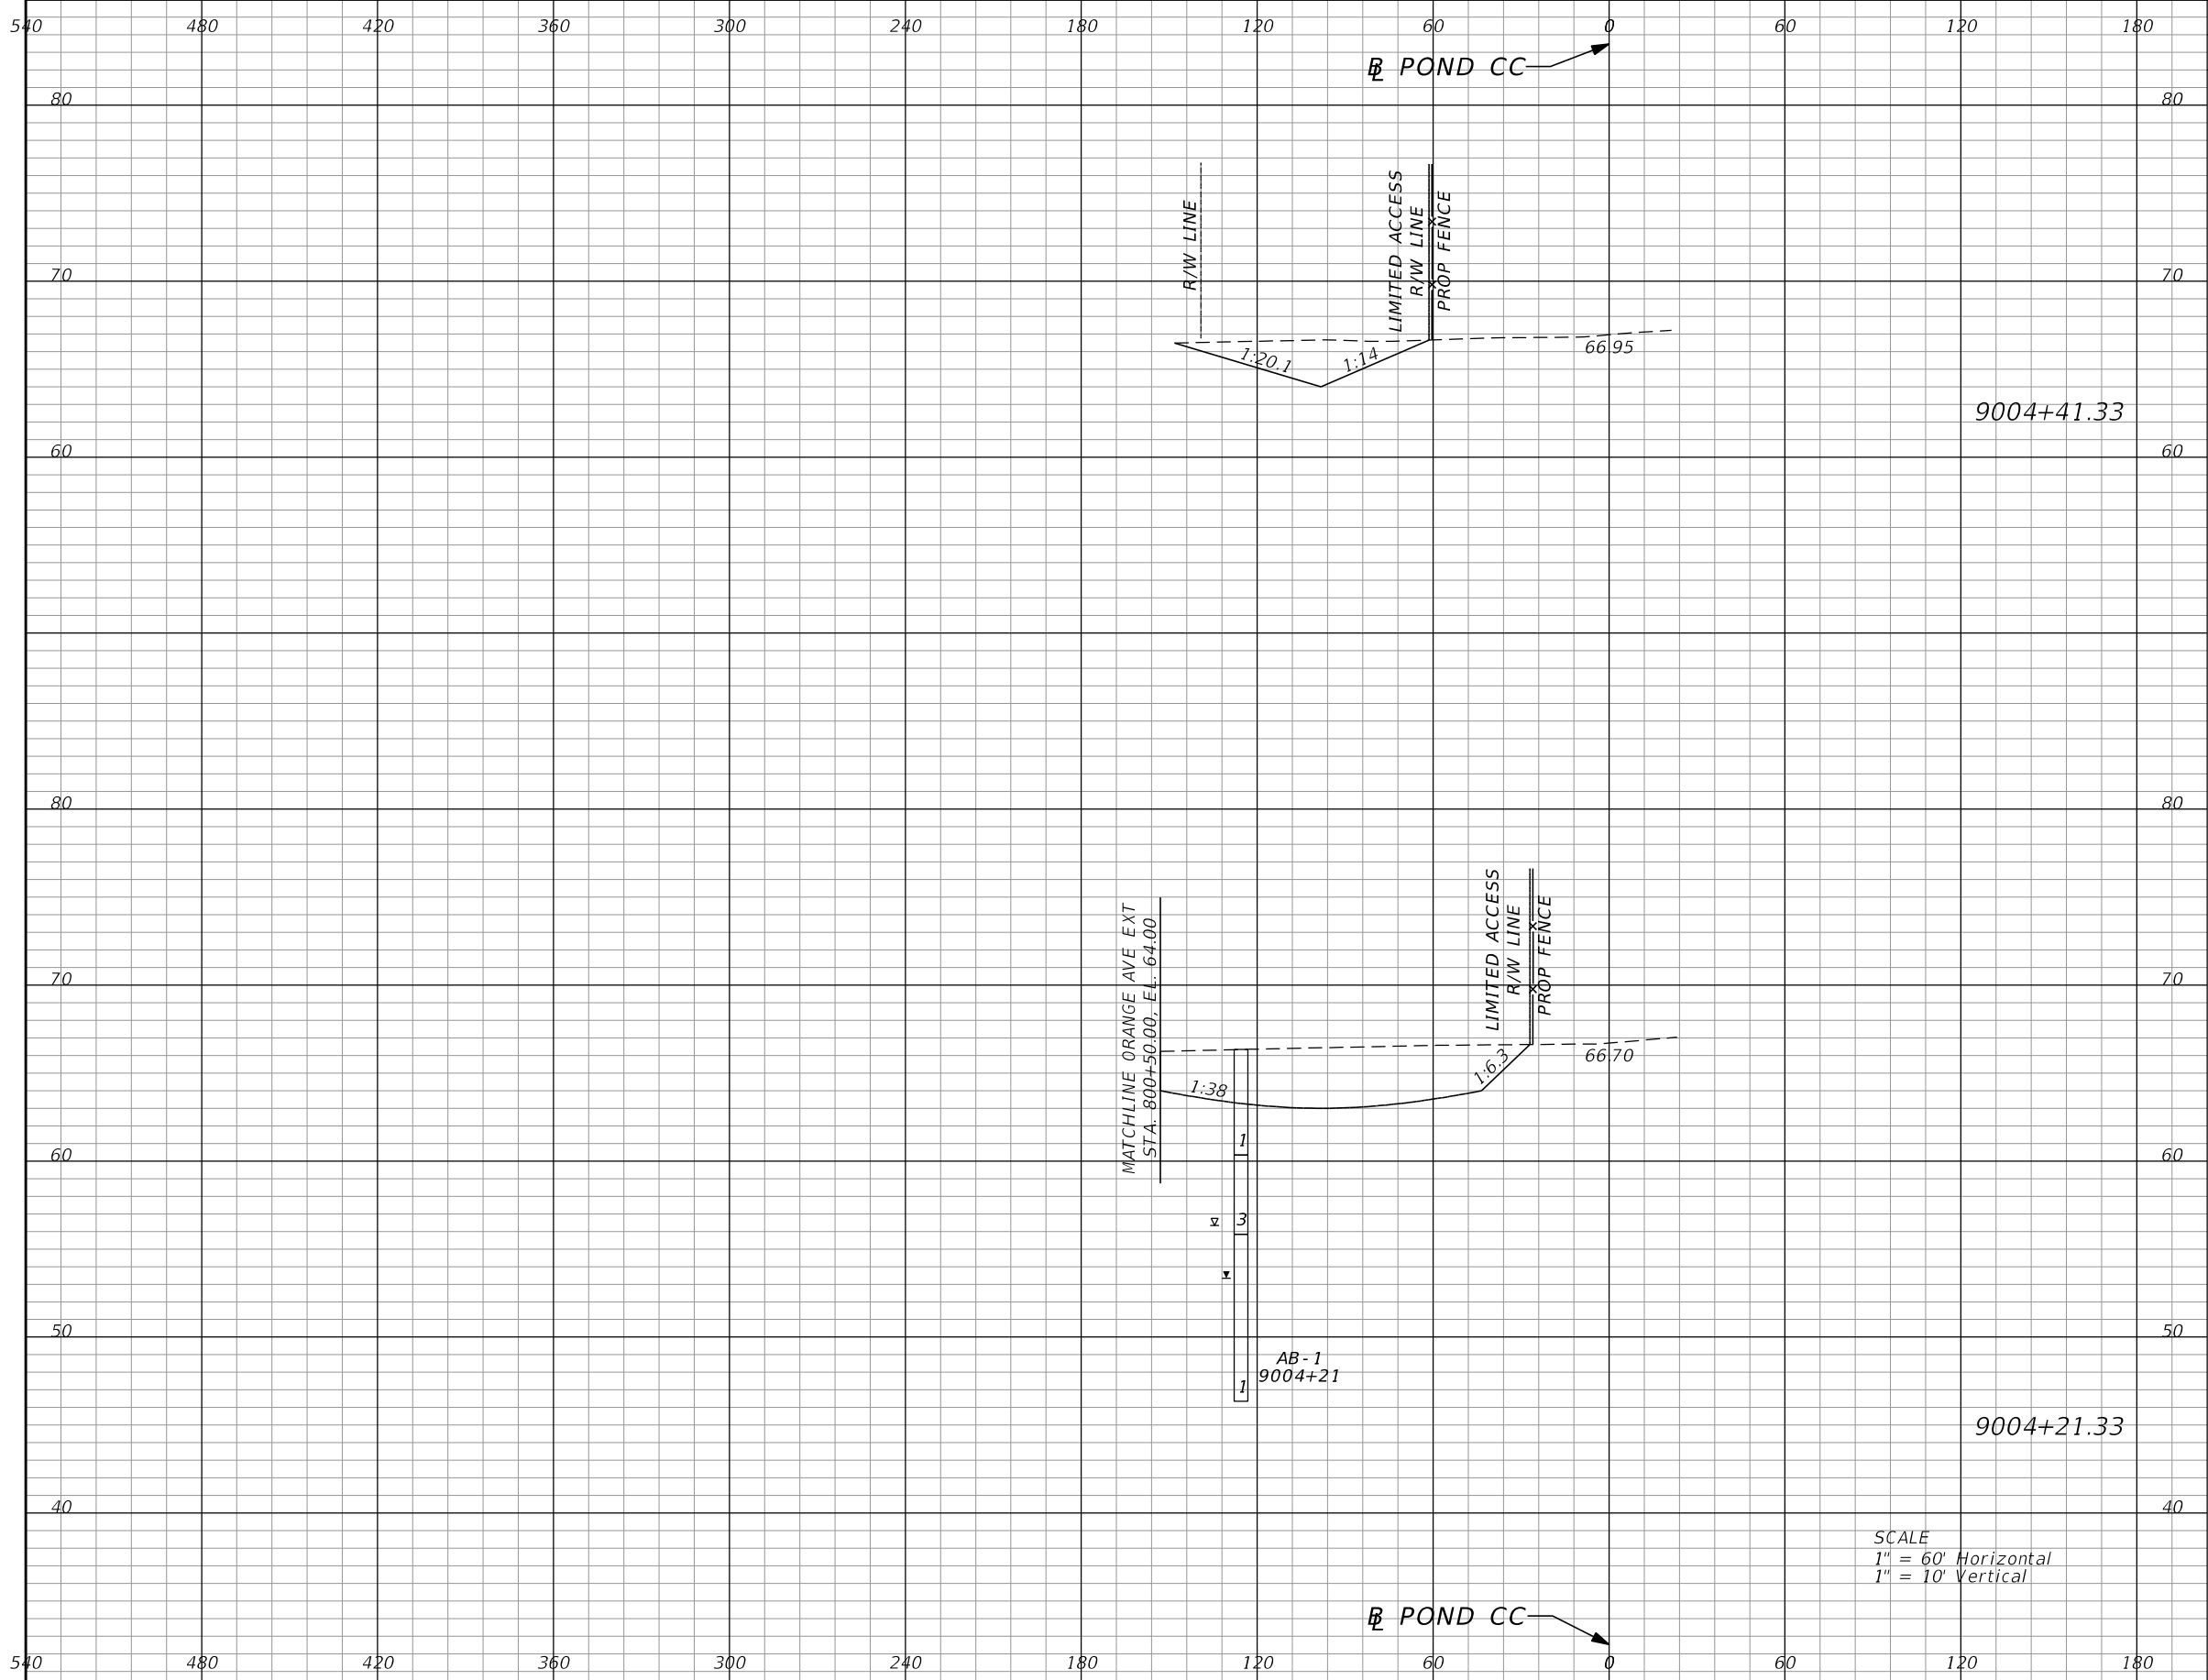 540 480 420 360 300 240 180 120 60 0 60 120 180
BL POND CC
80 80
LIMITED ACCESS
R/W LINE
PROP FENCE
R/W LINE
70 70
1:20.1 1:14 66.95
9004+41.33
60 60
80 80
LIMITED ACCESS
R/W LINE
PROP FENCE
MATCHLINE ORANGE AVE EXT
STA. 800+50.00, EL. 64.00
70 70
1:38 1:6.3 66.70
1
60 60
3
50 50
AB-1
9004+21
1
9004+21.33
40 40
SCALE
1" = 60' Horizontal
1" = 10' Vertical
BL POND CC
540 480 420 360 300 240 180 120 60 0 60 120 180